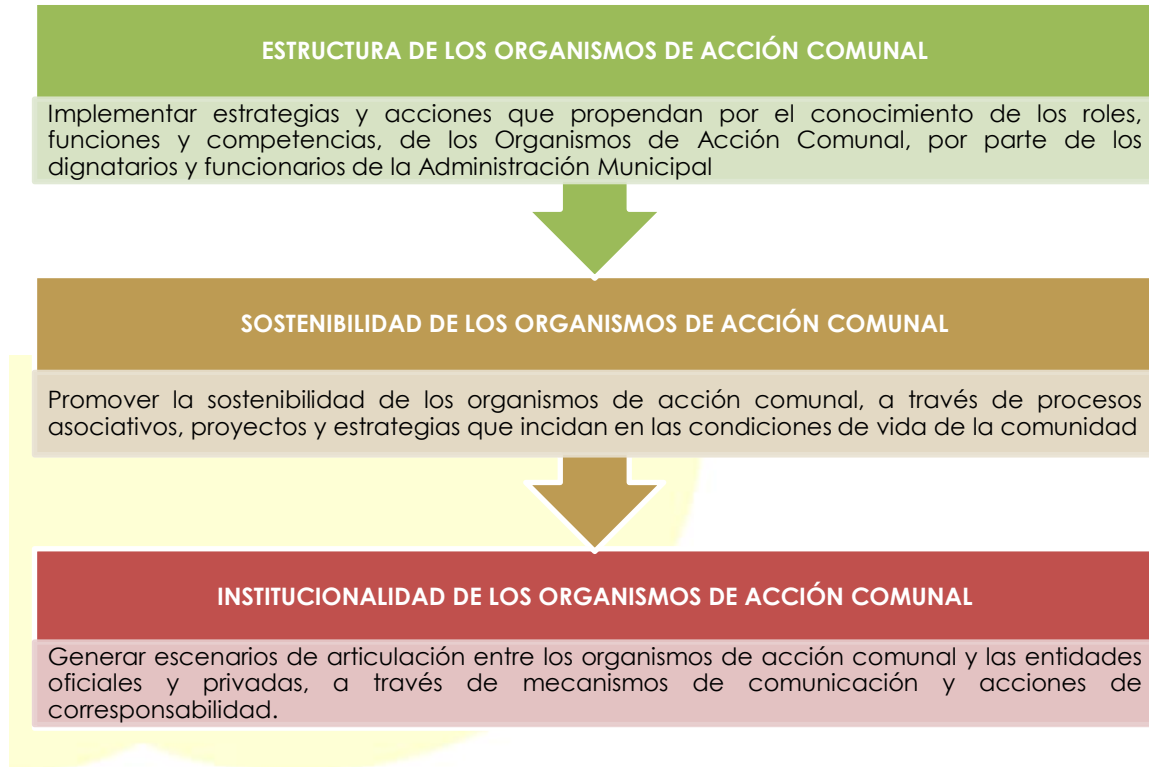 ESTRUCTURA DE LOS ORGANISMOS DE ACCIÓN COMUNAL
Implementar estrategias y acciones que propendan por el conocimiento de los roles,
funciones y competencias, de los Organismos de Acción Comunal, por parte de los
dignatarios y funcionarios de la Administración Municipal
SOSTENIBILIDAD DE LOS ORGANISMOS DE ACCIÓN COMUNAL
Promover la sostenibilidad de los organismos de acción comunal, a través de procesos
asociativos, proyectos y estrategias que incidan en las condiciones de vida de la comunidad
INSTITUCIONALIDAD DE LOS ORGANISMOS DE ACCIÓN COMUNAL
Generar escenarios de articulación entre los organismos de acción comunal y las entidades
oficiales y privadas, a través de mecanismos de comunicación y acciones de
corresponsabilidad.